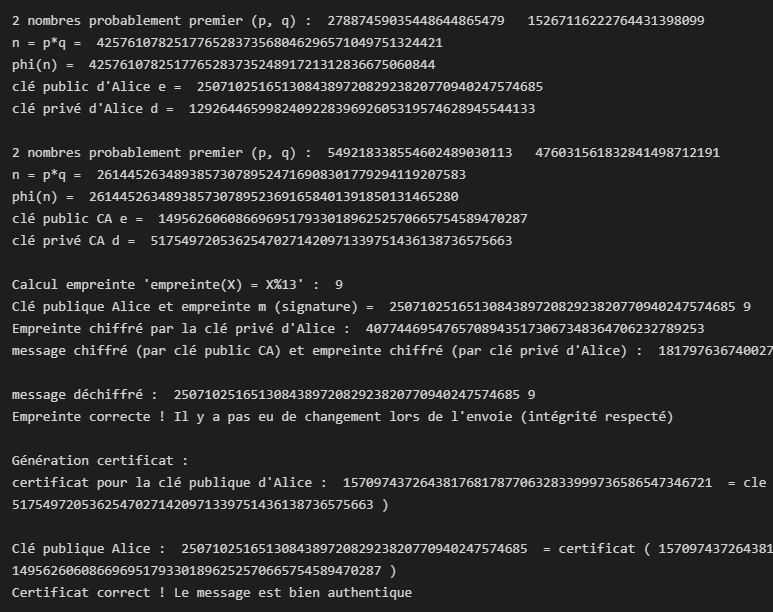 2 nombres probablement premier (p, q) :  27887459035448644865479   15267116222764431398099
n = p*q =  425761078251776528373568046296571049751324421
phi(n) =  425761078251776528373524891721312836675060844
clé public d'Alice e =  250710251651308438972082923820770940247574685
clé privé d'Alice d =  129264465998240922839692605319574628945544133
2 nombres probablement premier (p, q) :  549218338554602489030113   476031561832841498712191
n = p*q =  261445263489385730789524716908301779294119207583
phi(n) =  261445263489385730789523691658401391850131465280
clé public CA e =  149562606086696951793301896252570665754589470287
clé privé CA d =  51754972053625470271420971339751436138736575663
Calcul empreinte 'empreinte(X) = X%13' :  9
Clé publique Alice et empreinte m (signature) =  250710251651308438972082923820770940247574685 9
Empreinte chiffré par la clé privé d'Alice :  40774469547657089435173067348364706232789253
message chiffré (par clé public CA) et empreinte chiffré (par clé privé d'Alice) :  181797636740027
message déchiffré :  250710251651308438972082923820770940247574685 9
Empreinte correcte ! Il y a pas eu de changement lors de l'envoie (intégrité respecté)
Génération certificat :
certificat pour la clé publique d'Alice :  157097437264381768178770632833999736586547346721  = cle
51754972053625470271420971339751436138736575663 )
Clé publique Alice :  250710251651308438972082923820770940247574685  = certificat ( 157097437264381
149562606086696951793301896252570665754589470287 )
Certificat correct ! Le message est bien authentique